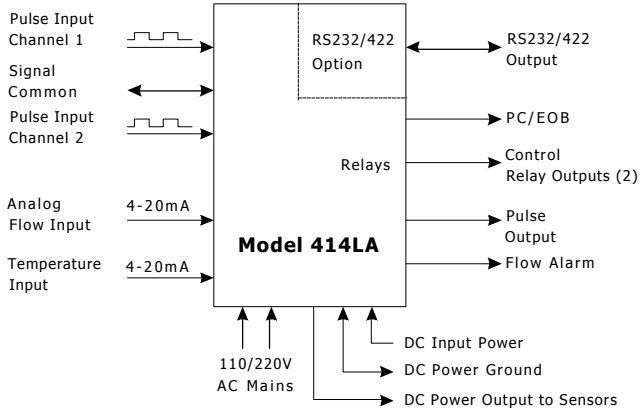 Pulse Input
Channel 1
Signal
Common
Pulse Input
Channel 2
Analog
Flow Input
4-20mA
Temperature
Input
4-20mA
RS232/422
Option
Relays
Model 414LA
RS232/422
Output
PC/EOB
Control
Relay Outputs (2)
Pulse
Output
Flow Alarm
110/220V
AC Mains
DC Input Power
DC Power Ground
DC Power Output to Sensors